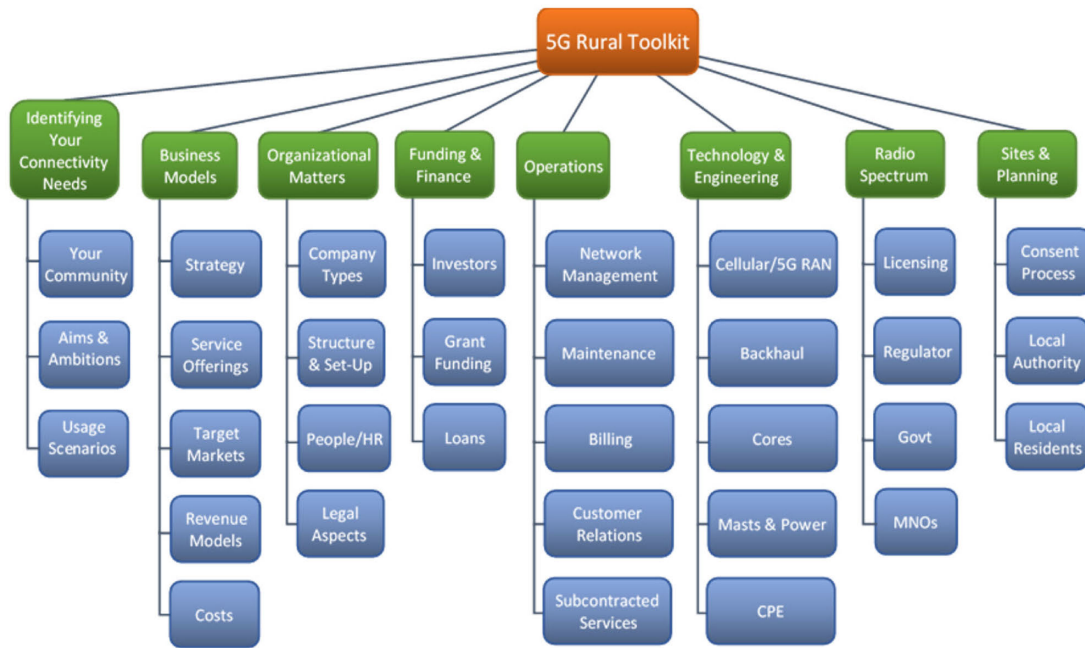 5G Rural Toolkit
Identifying
Your
Connectivity
Needs
Your
Community
Aims &
Ambitions
Usage
Scenarios
Business
Models
Strategy
Service
Offerings
Target
Markets
Revenue
Models
Costs
Organizational
Matters
Company
Types
Structure
& Set-Up
People/HR
Legal
Aspects
Funding &
Finance
Investors
Grant
Funding
Loans
Operations
Network
Management
Maintenance
Billing
Customer
Relations
Subcontracted
Services
Technology &
Engineering
Cellular/5G RAN
Backhaul
Cores
Masts & Power
CPE
Radio
Spectrum
Licensing
Regulator
Govt
MNOs
Sites &
Planning
Consent
Process
Local
Authority
Local
Residents